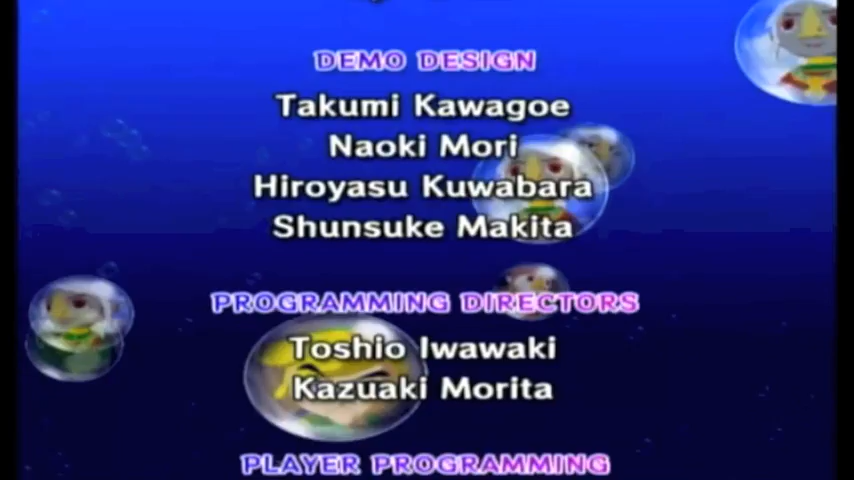 DEMO DESIGN
Takumi Kawagoe
Naoki Mori
Hiroyasu Kuwabara
Shunsuke Makita
PROGRAMMING DIRECTORS
Toshio Iwawaki
Kazuaki Morita
PLAYER PROGRAMMING